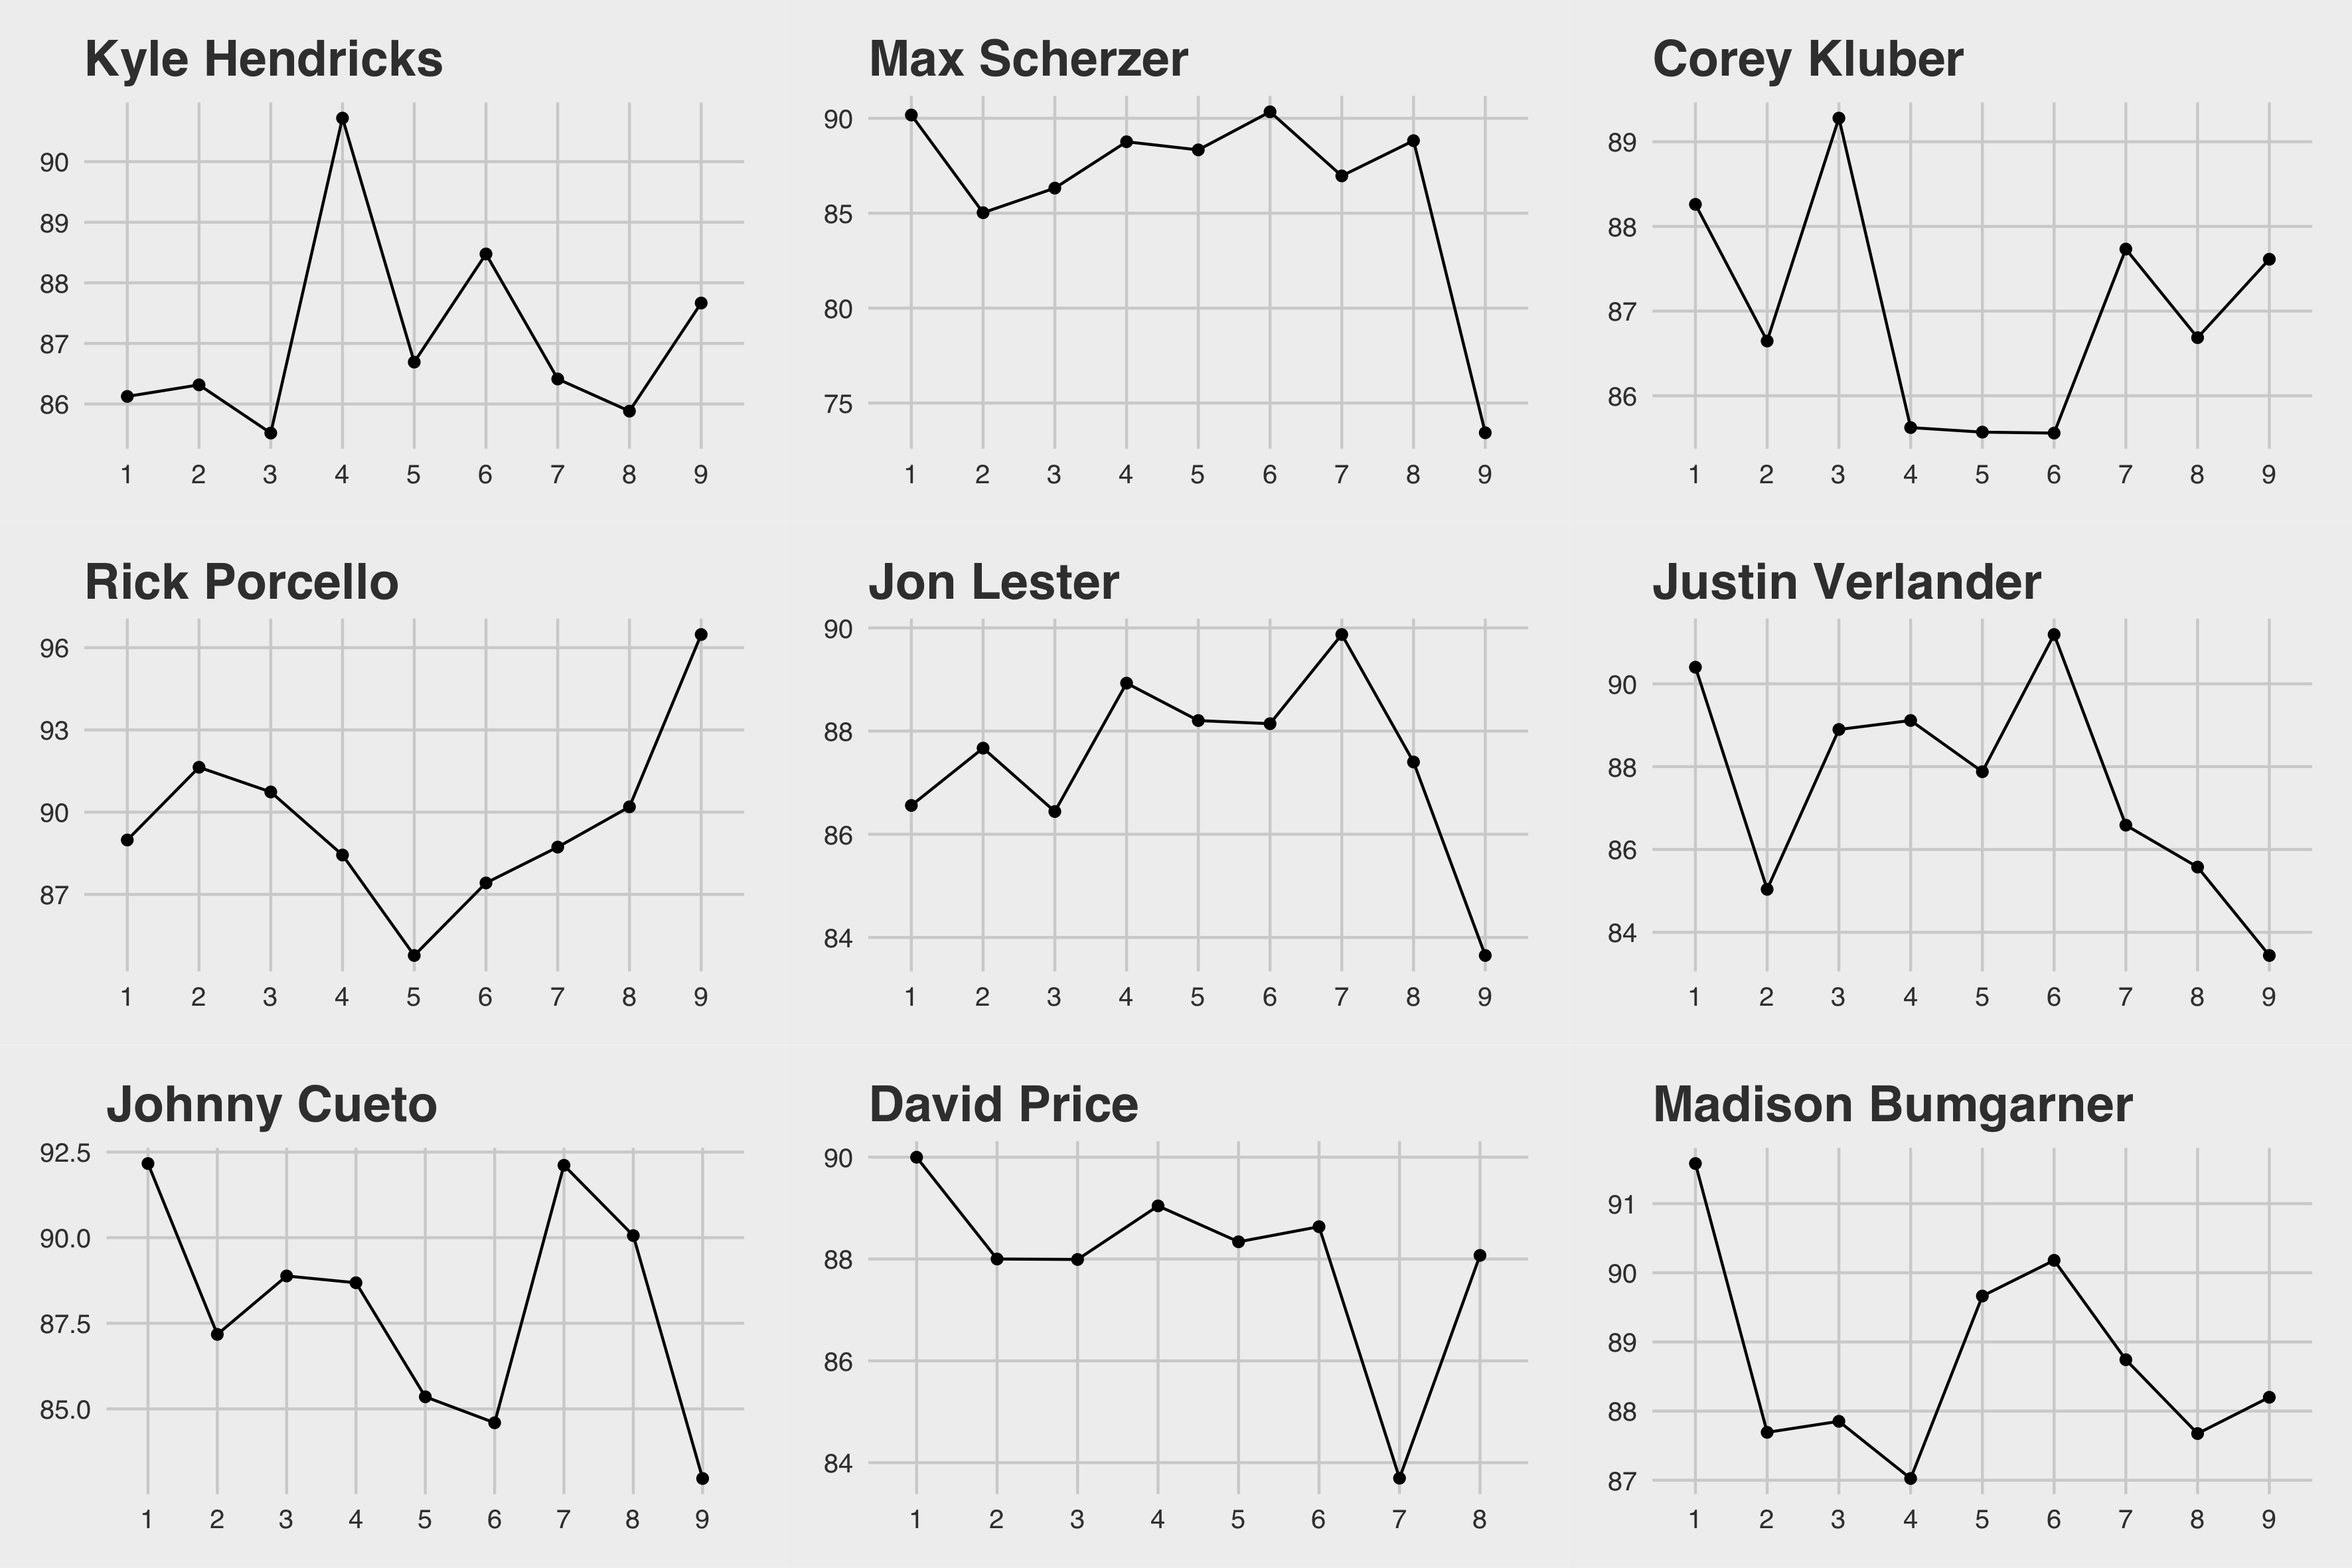 Kyle Hendricks
90
89
88
87
86
1 2 3 4 5 6 7 8 9
Max Scherzer
90
85
80
75
1 2 3 4 5 6 7 8 9
Corey Kluber
89
88
87
86
1 2 3 4 5 6 7 8 9
Rick Porcello
96
93
90
87
1 2 3 4 5 6 7 8 9
Jon Lester
90
88
86
84
1 2 3 4 5 6 7 8 9
Justin Verlander
90
88
86
84
1 2 3 4 5 6 7 8 9
Johnny Cueto
92.5
90.0
87.5
85.0
1 2 3 4 5 6 7 8 9
David Price
90
88
86
84
1 2 3 4 5 6 7 8
Madison Bumgarner
91
90
89
88
87
1 2 3 4 5 6 7 8 9